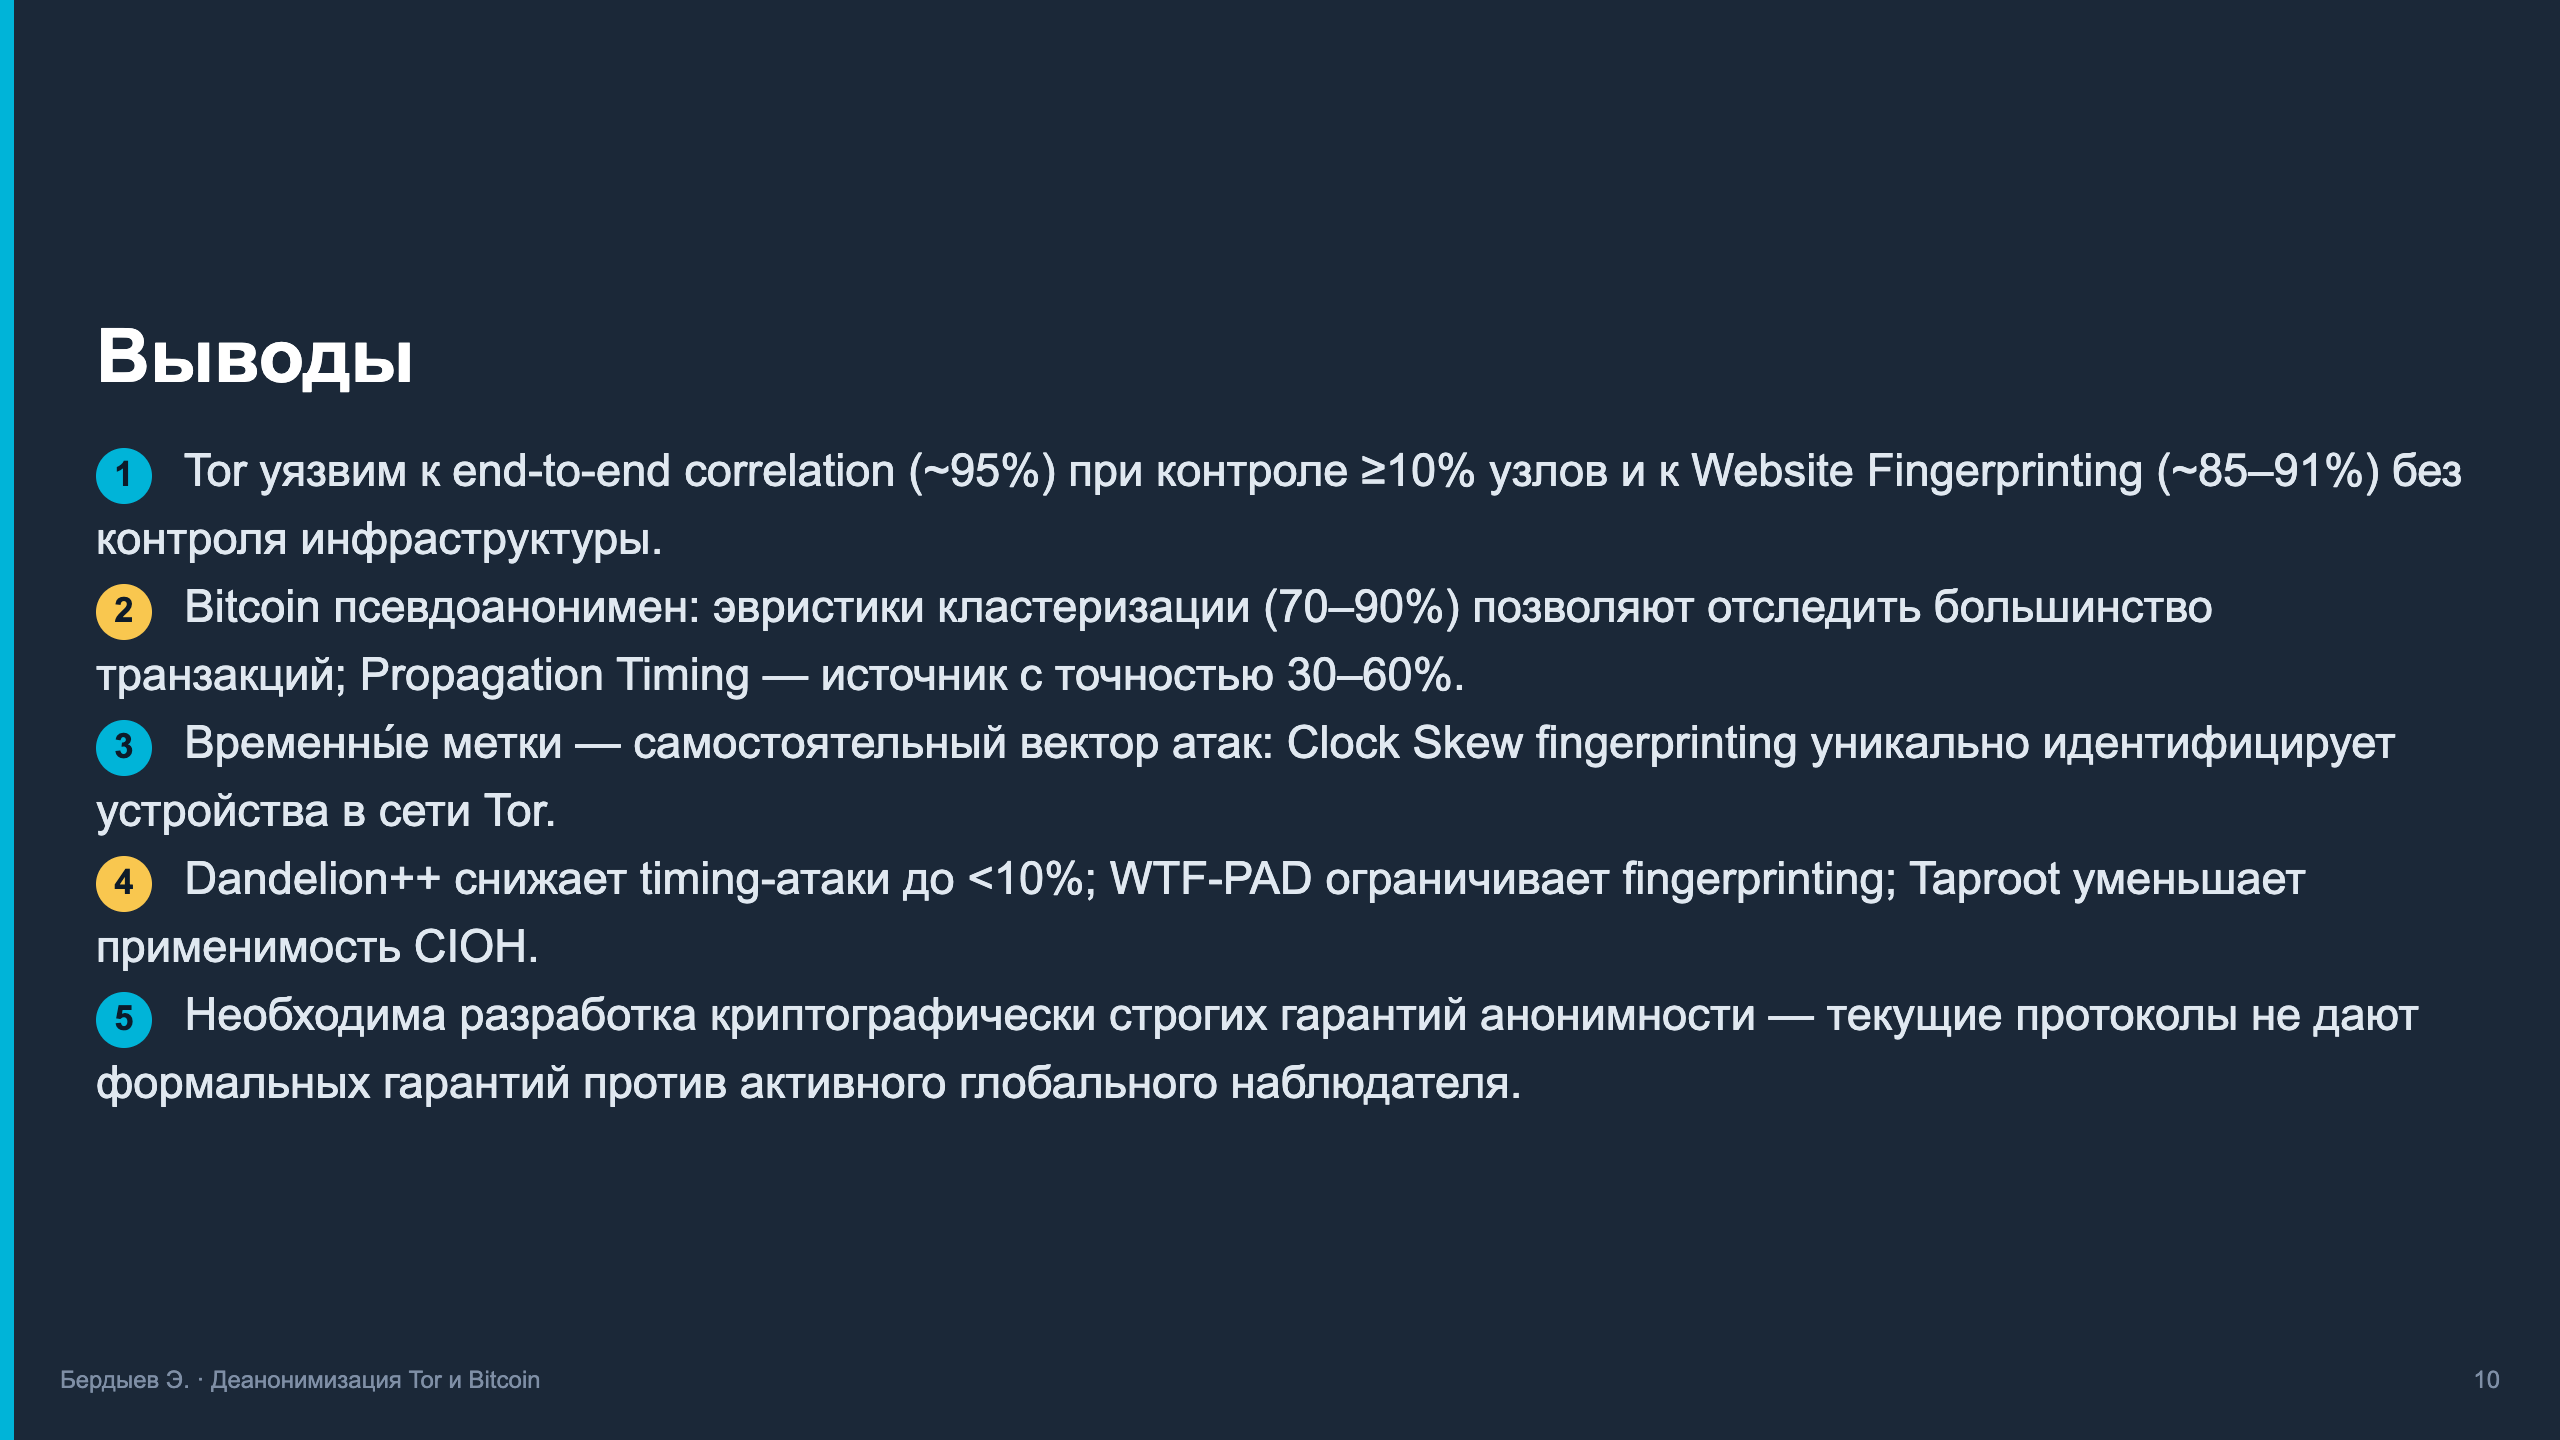 Выводы
1 Tor уязвим к end-to-end correlation (~95%) при контроле ≥10% узлов и к Website Fingerprinting (~85–91%) без
контроля инфраструктуры.
2 Bitcoin псевдоанонимен: эвристики кластеризации (70–90%) позволяют отследить большинство
транзакций; Propagation Timing — источник с точностью 30–60%.
3 Временны́е метки — самостоятельный вектор атак: Clock Skew fingerprinting уникально идентифицирует
устройства в сети Tor.
4 Dandelion++ снижает timing-атаки до <10%; WTF-PAD ограничивает fingerprinting; Taproot уменьшает
применимость CIOH.
5 Необходима разработка криптографически строгих гарантий анонимности — текущие протоколы не дают
формальных гарантий против активного глобального наблюдателя.
Бердыев Э. · Деанонимизация Tor и Bitcoin
10